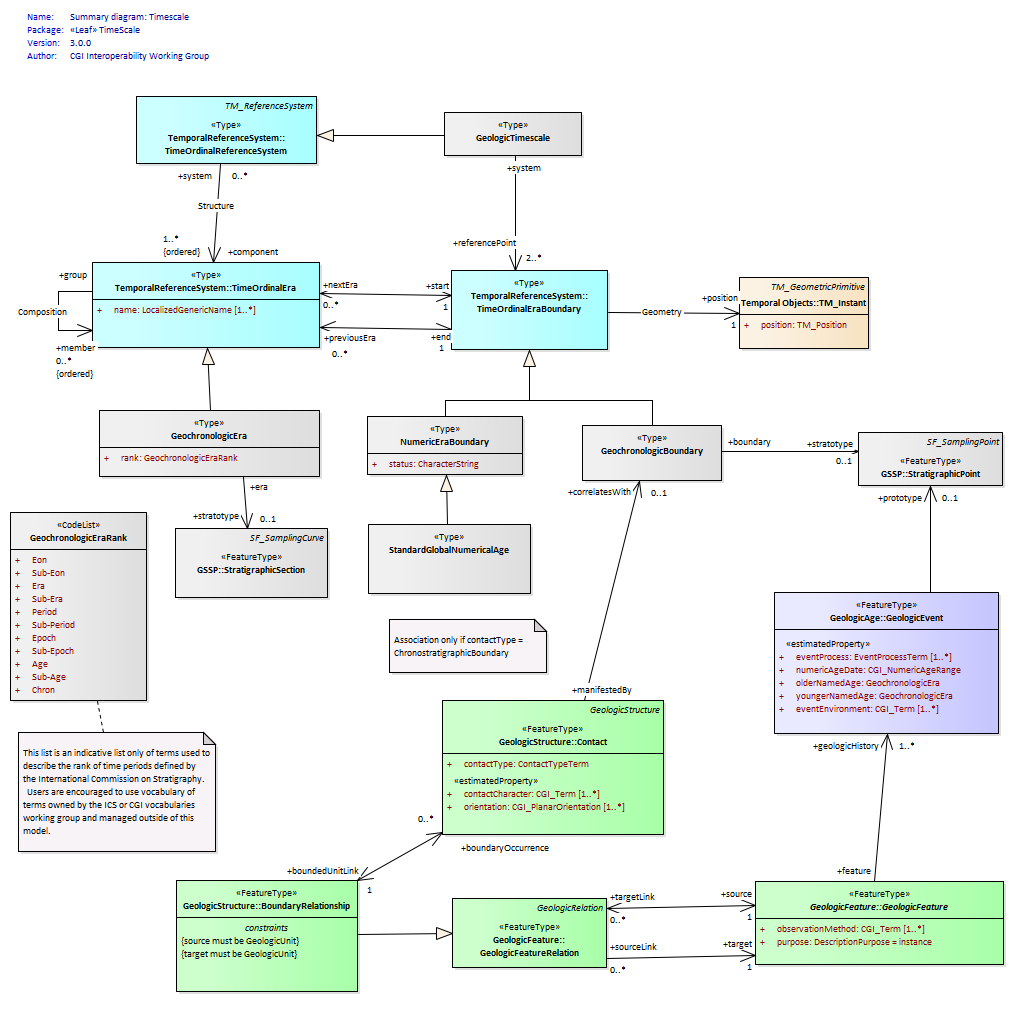 Name: Summary diagram: Timescale
Package: «Leaf» TimeScale
Version: 3.0.0
Author: CGI Interoperability Working Group
TM_ReferenceSystem
«Type»
TemporalReferenceSystem::
TimeOrdinalReferenceSystem
«Type»
GeologicTimescale
+system 0..*
Structure
1..*
{ordered}
+component
+system
+referencePoint
2..*
+group
Composition
+member
0..*
{ordered}
«Type»
TemporalReferenceSystem::TimeOrdinalEra
+ name: LocalizedGenericName [1..*]
+nextEra
0..*
+start
1
+previousEra
0..*
+end
1
«Type»
TemporalReferenceSystem::
TimeOrdinalEraBoundary
Geometry
+position
1
TM_GeometricPrimitive
Temporal Objects::TM_Instant
+ position: TM_Position
«Type»
GeochronologicEra
+ rank: GeochronologicEraRank
«Type»
NumericEraBoundary
+ status: CharacterString
«Type»
GeochronologicBoundary
+boundary
+stratotype
0..1
SF_SamplingPoint
«FeatureType»
GSSP::StratigraphicPoint
+era
+stratotype
0..1
+correlatesWith
0..1
+prototype
0..1
«CodeList»
GeochronologicEraRank
+ Eon
+ Sub-Eon
+ Era
+ Sub-Era
+ Period
+ Sub-Period
+ Epoch
+ Sub-Epoch
+ Age
+ Sub-Age
+ Chron
SF_SamplingCurve
«FeatureType»
GSSP::StratigraphicSection
«Type»
StandardGlobalNumericalAge
Association only if contactType =
ChronostratigraphicBoundary
«FeatureType»
GeologicAge::GeologicEvent
«estimatedProperty»
+ eventProcess: EventProcessTerm [1..*]
+ numericAgeDate: CGI_NumericAgeRange
+ olderNamedAge: GeochronologicEra
+ youngerNamedAge: GeochronologicEra
+ eventEnvironment: CGI_Term [1..*]
+manifestedBy
GeologicStructure
«FeatureType»
GeologicStructure::Contact
+ contactType: ContactTypeTerm
«estimatedProperty»
+ contactCharacter: CGI_Term [1..*]
+ orientation: CGI_PlanarOrientation [1..*]
This list is an indicative list only of terms used to
describe the rank of time periods defined by
the International Commission on Stratigraphy.
Users are encouraged to use vocabulary of
terms owned by the ICS or CGI vocabularies
working group and managed outside of this
model.
+geologicHistory
1..*
0..*
+boundaryOccurrence
+boundedUnitLink
1
+feature
«FeatureType»
GeologicStructure::BoundaryRelationship
constraints
{source must be GeologicUnit}
{target must be GeologicUnit}
GeologicRelation
«FeatureType»
GeologicFeature::
GeologicFeatureRelation
+targetLink
0..*
+source
1
+sourceLink
0..*
+target
1
«FeatureType»
GeologicFeature::GeologicFeature
+ observationMethod: CGI_Term [1..*]
+ purpose: DescriptionPurpose = instance